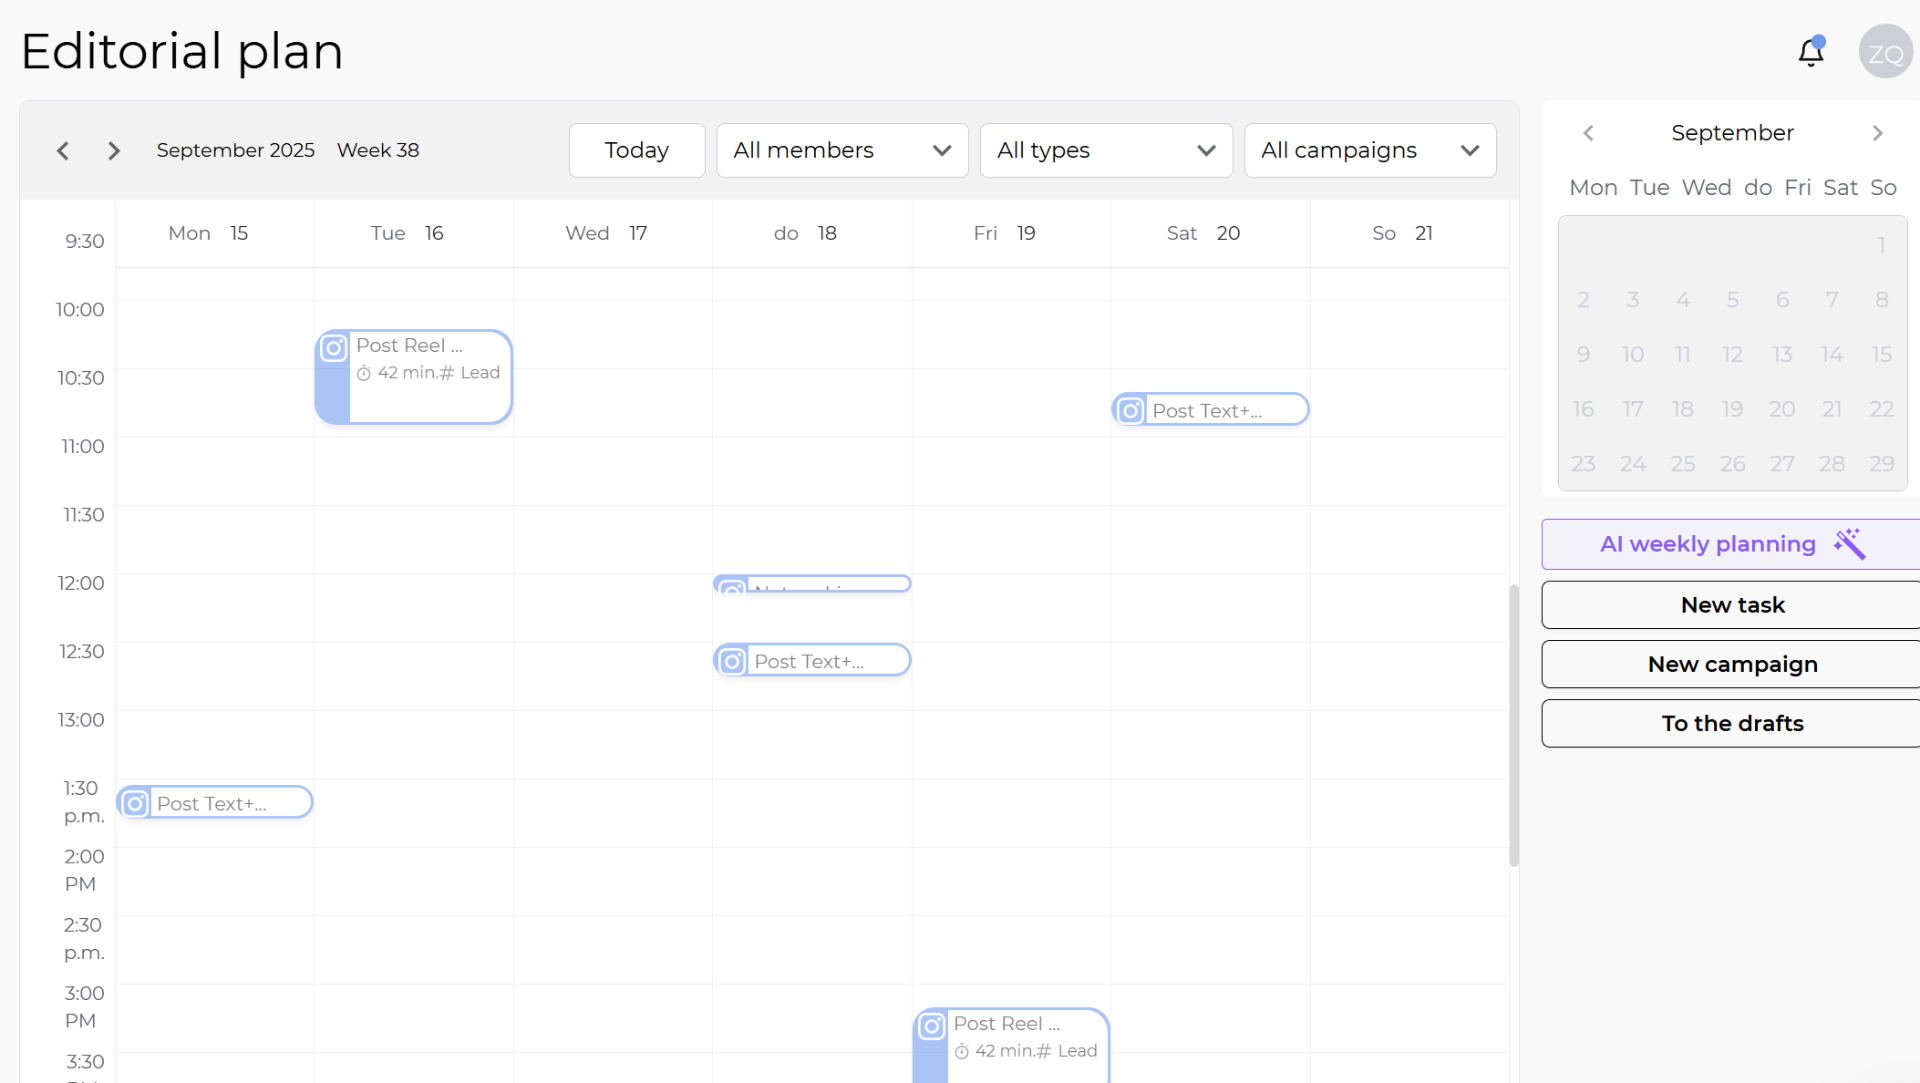 Editorial plan
ZQ
September 2025 Week 38
Today
All members
All types
All campaigns
Mon 15
Tue 16
Wed 17
do 18
Fri 19
Sat 20
So 21
9:30
10:00
10:30
11:00
11:30
12:00
12:30
13:00
1:30
p.m.
2:00
PM
2:30
p.m.
3:00
PM
3:30
Post Reel ...
42 min.# Lead
Post Text+...
Post Text+...
Post Text+...
Post Reel ...
42 min.# Lead
September
Mon Tue Wed do Fri Sat So
1
2 3 4 5 6 7 8
9 10 11 12 13 14 15
16 17 18 19 20 21 22
23 24 25 26 27 28 29
AI weekly planning
New task
New campaign
To the drafts